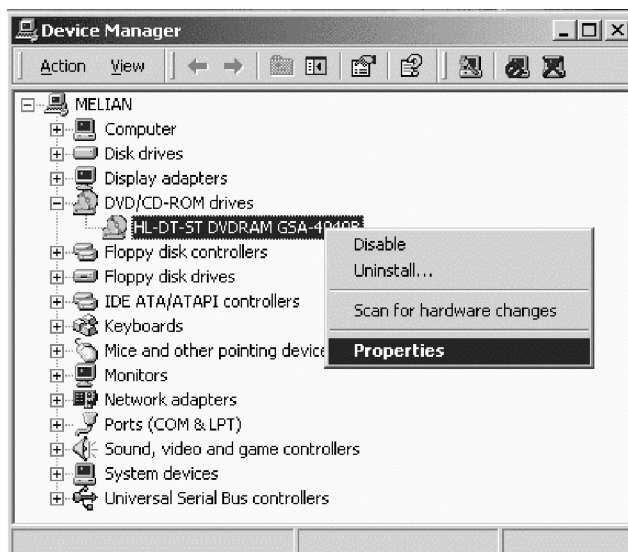 Device Manager
Action View
MELIAN
Computer
Disk drives
Display adapters
DVD/CD-ROM drives
HL-DT-ST DVDRAM GSA-4040B
Floppy disk controllers
Floppy disk drives
IDE ATA/ATAPI controllers
Keyboards
Mice and other pointing device
Monitors
Network adapters
Ports (COM & LPT)
Sound, video and game controllers
System devices
Universal Serial Bus controllers
Disable
Uninstall...
Scan for hardware changes
Properties